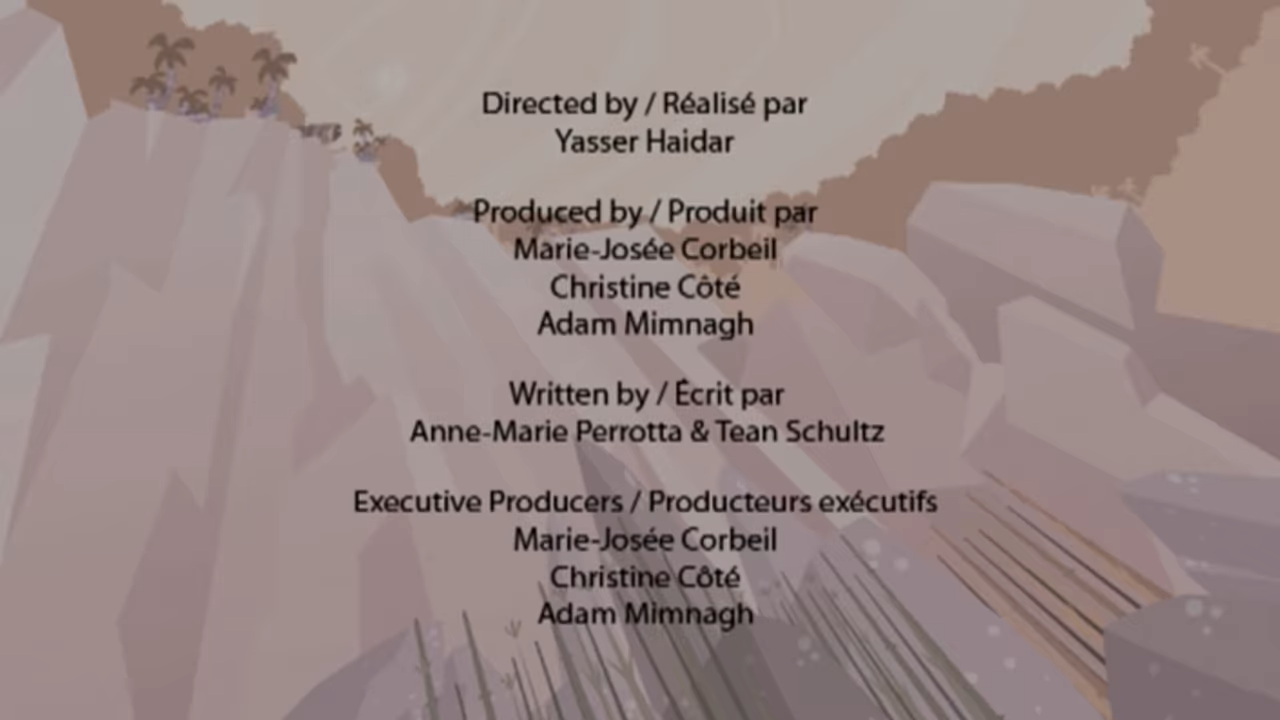 Directed by / Réalisé par
Yasser Haidar
Produced by / Produit par
Marie-Josée Corbeil
Christine Côté
Adam Mimnagh
Written by / Écrit par
Anne-Marie Perrotta & Tean Schultz
Executive Producers / Producteurs exécutifs
Marie-Josée Corbeil
Christine Côté
Adam Mimnagh